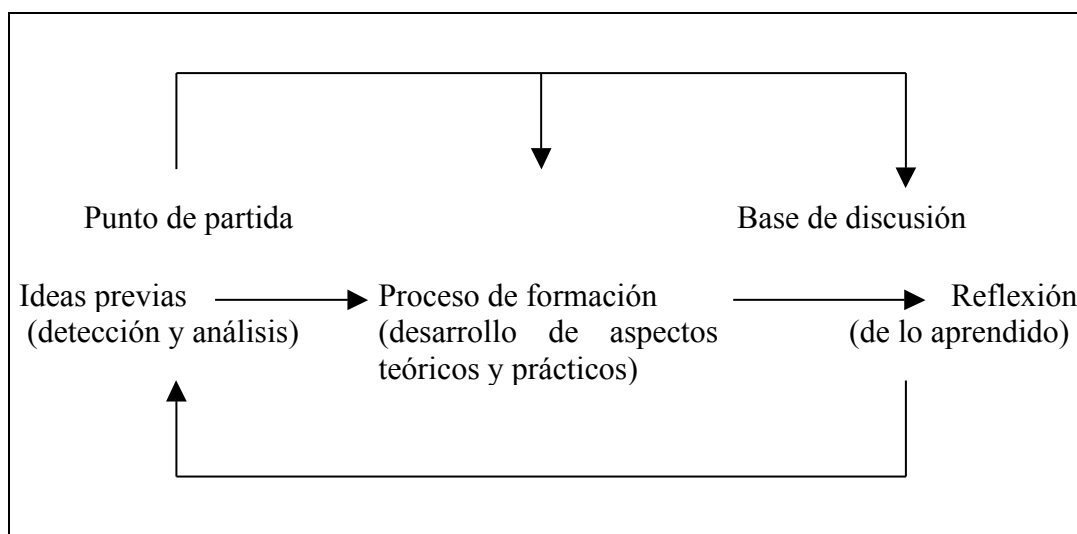 Punto de partida
Base de discusión
Ideas previas
(detección y análisis)
Proceso de formación
(desarrollo de aspectos
teóricos y prácticos)
Reflexión
(de lo aprendido)